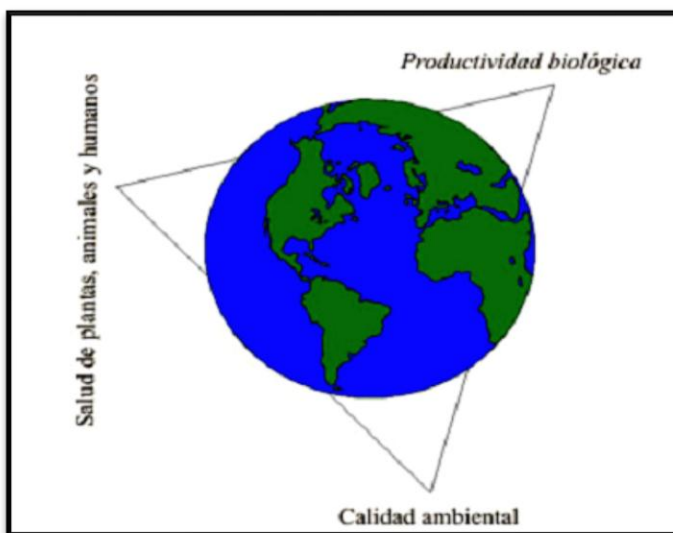 Productividad biológica
Salud de plantas, animales y humanos
Calidad ambiental